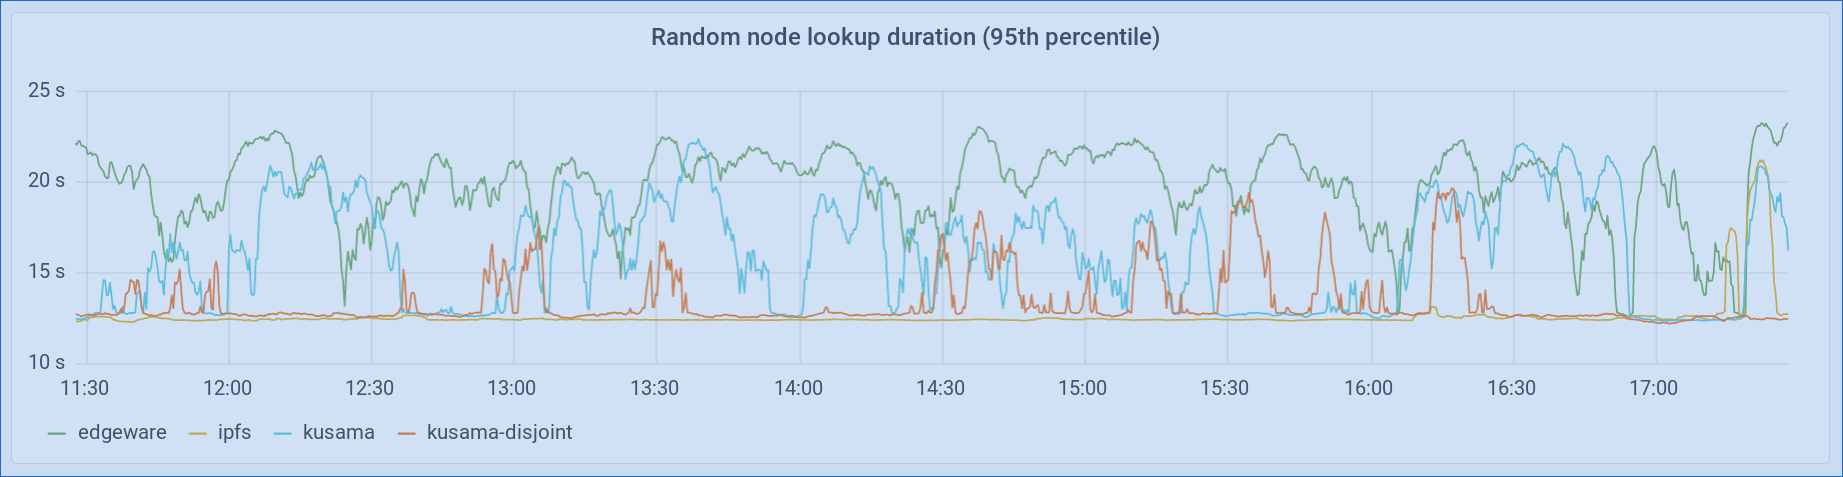 Random node lookup duration (95th percentile)
25 s
20 s
15 s
10 s
11:30 12:00 12:30 13:00 13:30 14:00 14:30 15:00 15:30 16:00 16:30 17:00
edgeware ipfs kusama kusama-disjoint